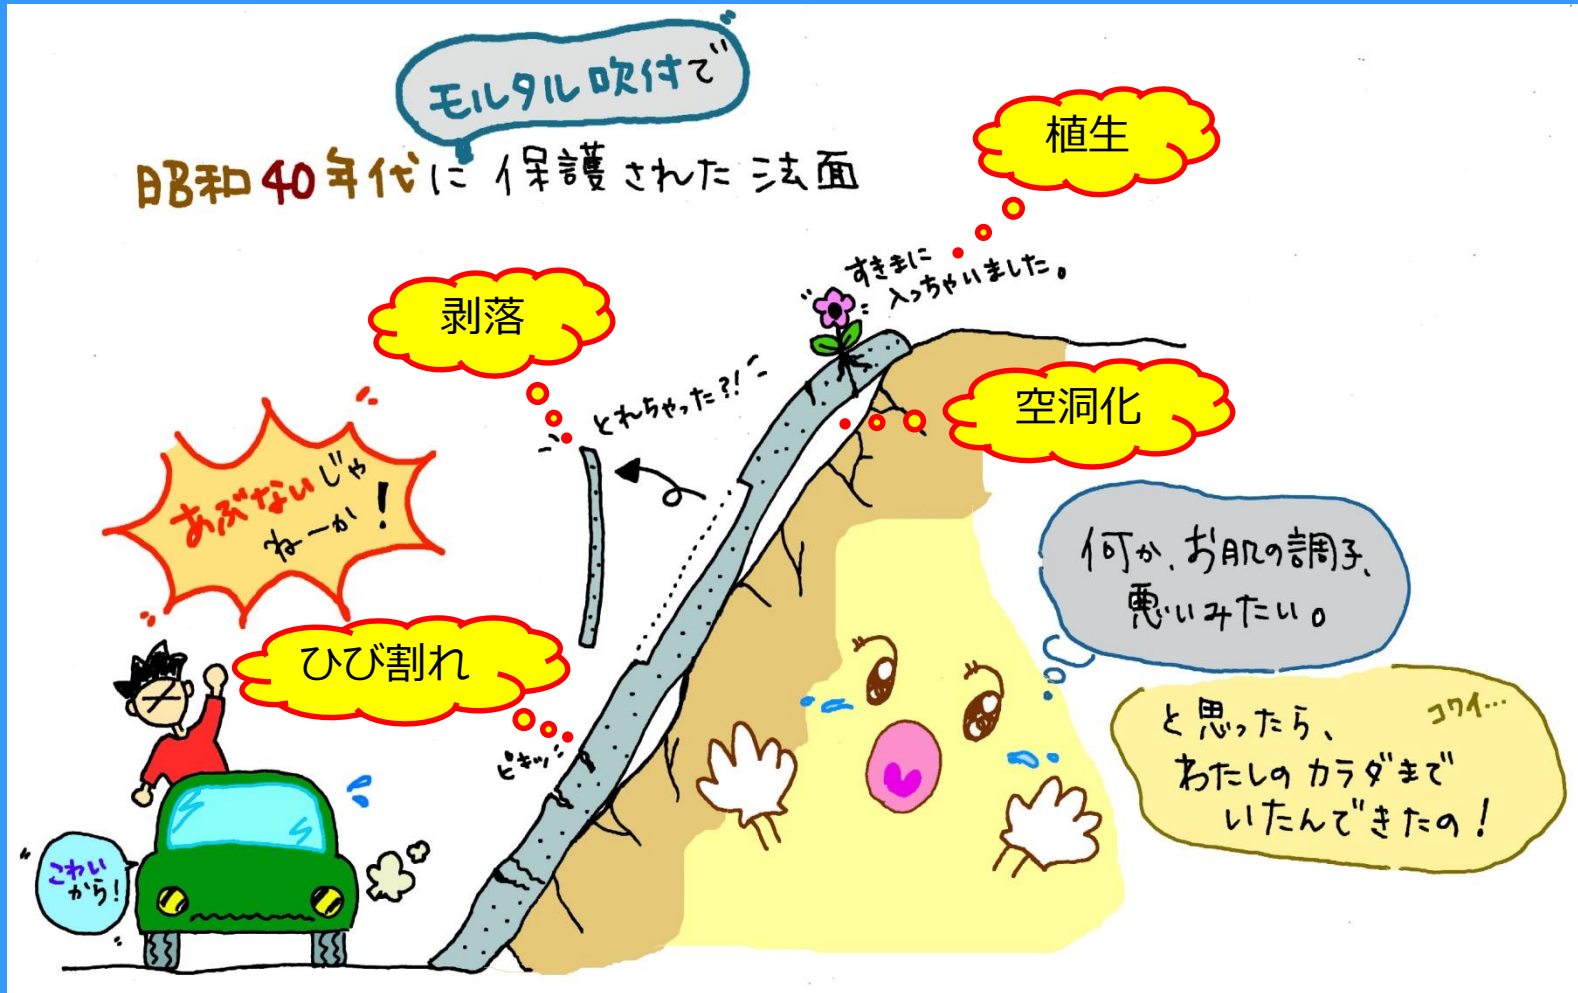 モルタル吹付で
昭和40年代に保護された法面
植生
すきまに
入っちゃいました。
剥落
とれちゃった?!
空洞化
あぶないじゃ
ねーか!
何か、お肌の調子、
悪いみたい。
ひび割れ
ピキッ
コワイ…
と思ったら、
わたしのカラダまで
いたんできたの!
こわい
から!